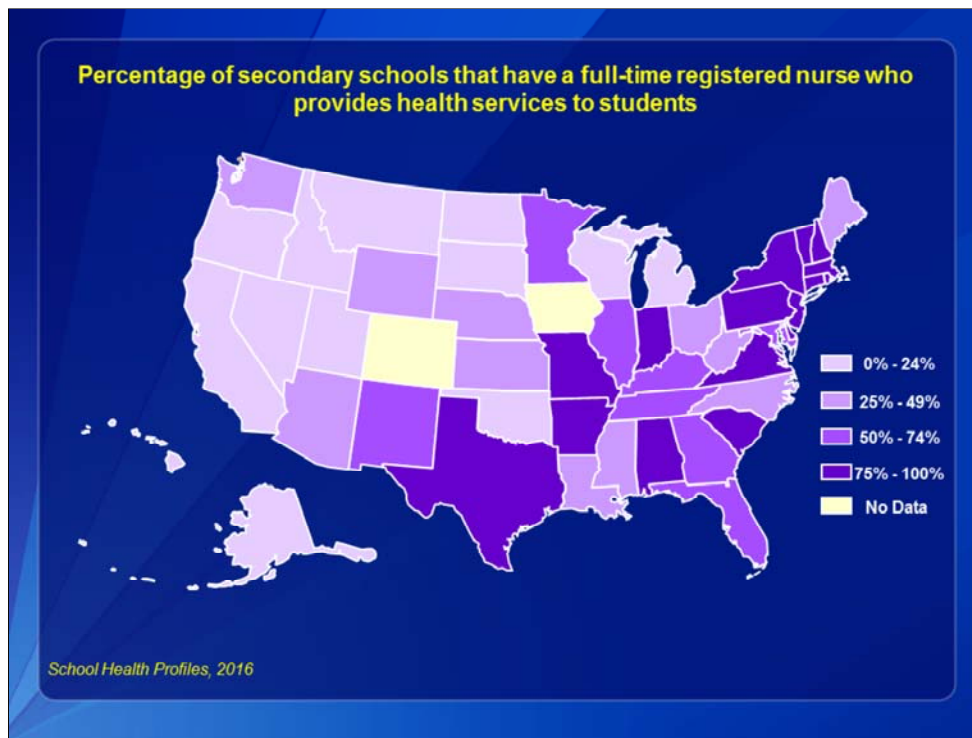 Percentage of secondary schools that have a full-time registered nurse who
provides health services to students
0% - 24%
25% - 49%
50% - 74%
75% - 100%
No Data
School Health Profiles, 2016